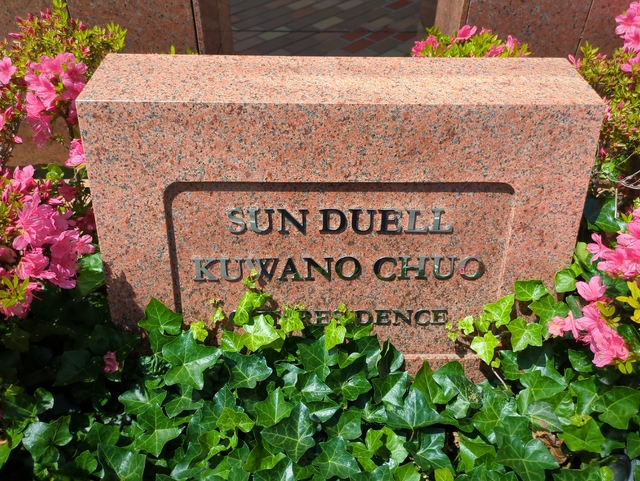 SUN DUELL
KUWANO CHUO
RESIDENCE